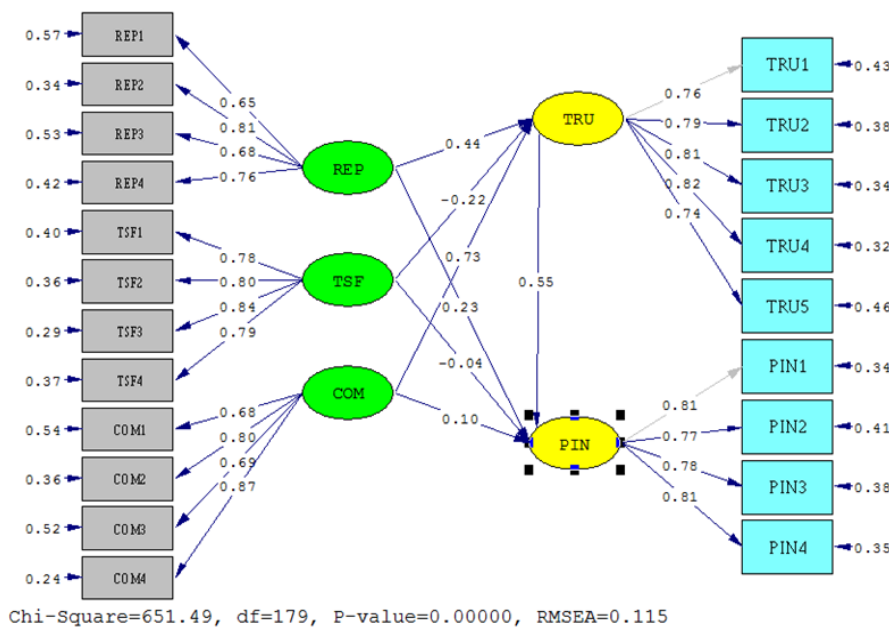 0.57 REP1
0.34 REP2
0.53 REP3
0.42 REP4
0.40 TSF1
0.36 TSF2
0.29 TSF3
0.37 TSF4
0.54 COM1
0.36 COM2
0.52 COM3
0.24 COM4
0.65
0.81
0.68
0.76
0.78
0.80
0.84
0.79
0.68
0.80
0.69
0.87
REP
TSF
COM
0.44
-0.22
0.73
0.23
-0.04
0.10
0.55
TRU
PIN
0.76
0.79
0.81
0.82
0.74
0.81
0.77
0.78
0.81
TRU1 0.43
TRU2 0.38
TRU3 0.34
TRU4 0.32
TRU5 0.46
PIN1 0.34
PIN2 0.41
PIN3 0.38
PIN4 0.35
Chi-Square=651.49, df=179, P-value=0.00000, RMSEA=0.115